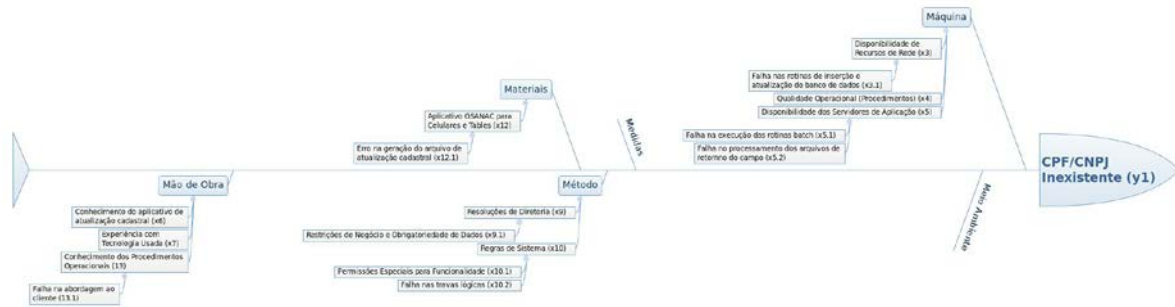 Máquina
Disponibilidade de
Recursos de Rede (x3)
Falha nas rotinas de inserção e
atualização do banco de dados (x3.1)
Qualidade Operacional (Procedimentos) (x4)
Disponibilidade dos Servidores de Aplicação (x5)
Falha na execução das rotinas batch (x5.1)
Falha no processamento dos arquivos de
retorno do campo (x5.2)
Materiais
Aplicativo OSANAC para
Celulares e Tables (x12)
Erro na geração do arquivo de
atualização cadastral (x12.1)
Medidas
CPF/CNPJ
Inexistente (y1)
Mão de Obra
Conhecimento do aplicativo de
atualização cadastral (x6)
Experiência com
Tecnologia Usada (x7)
Conhecimento dos Procedimentos
Operacionais (13)
Falha na abordagem ao
cliente (13.1)
Método
Resoluções de Diretoria (x9)
Restrições de Negócio e Obrigatoriedade de Dados (x9.1)
Regras de Sistema (x10)
Permissões Especiais para Funcionalidade (x10.1)
Falha nas travas lógicas (x10.2)
Meio Ambiente